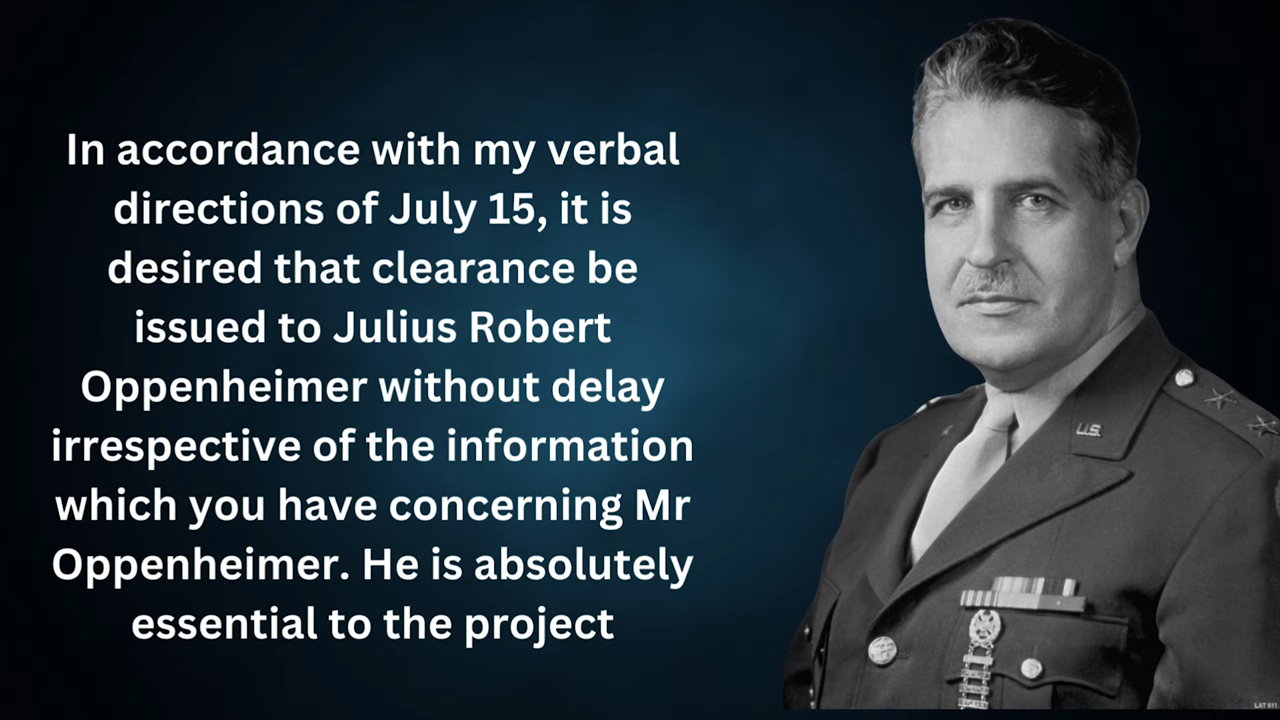 In accordance with my verbal
directions of July 15, it is
desired that clearance be
issued to Julius Robert
Oppenheimer without delay
irrespective of the information
which you have concerning Mr
Oppenheimer. He is absolutely
essential to the project
U.S.